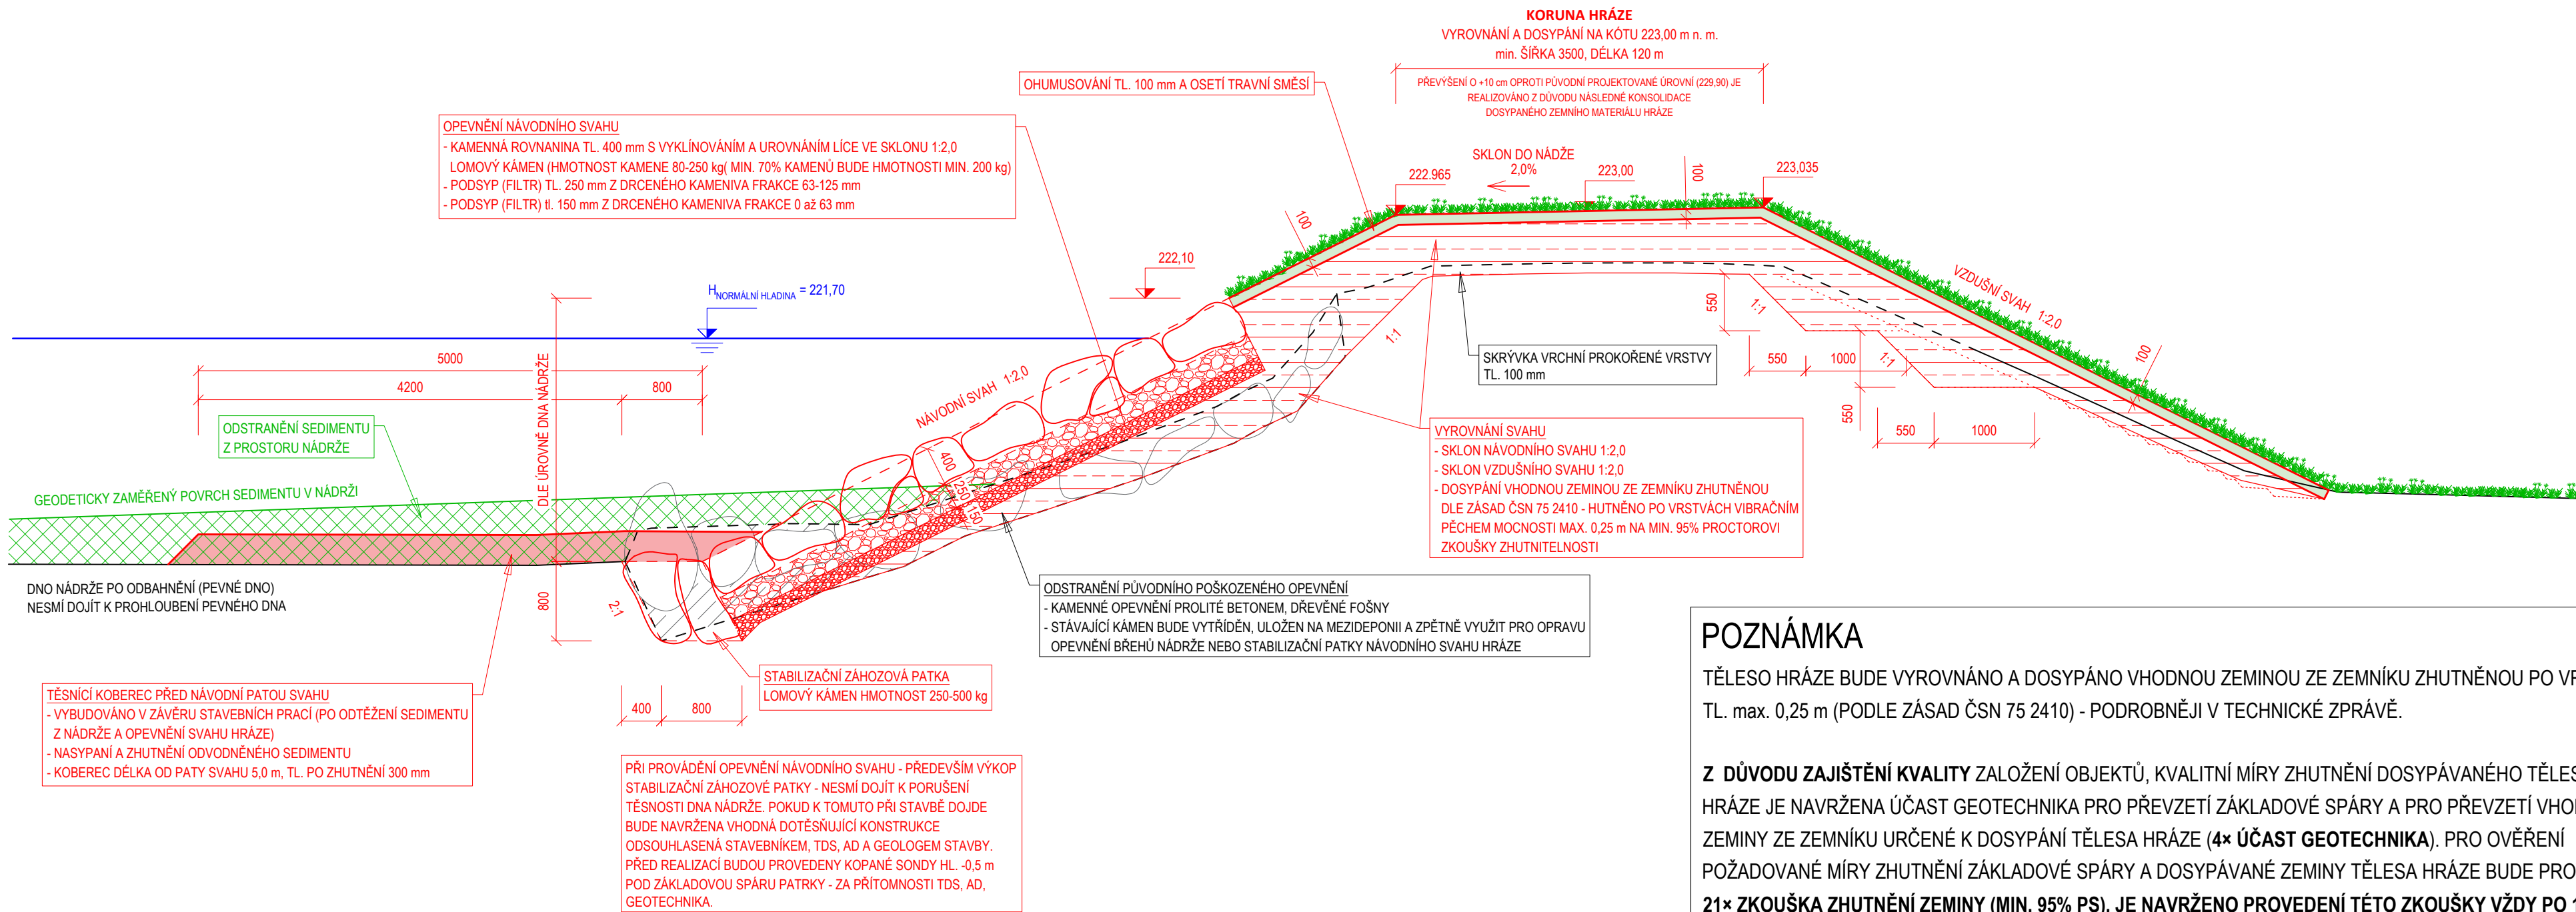 KORUNA HRÁZE
VYROVNÁNÍ A DOSYPÁNÍ NA KÓTU 223,00 m n. m.
min. ŠÍŘKA 3500, DÉLKA 120 m
PŘEVÝŠENÍ O +10 cm OPROTI PŮVODNÍ PROJEKTOVANÉ ÚROVNÍ (229,90) JE
REALIZOVÁNO Z DŮVODU NÁSLEDNÉ KONSOLIDACE
DOSYPANÉHO ZEMNÍHO MATERIÁLU HRÁZE
OHUMUSOVÁNÍ TL. 100 mm A OSETÍ TRAVNÍ SMĚSÍ
OPEVNĚNÍ NÁVODNÍHO SVAHU
- KAMENNÁ ROVNANINA TL. 400 mm S VYKLÍNOVÁNÍM A UROVNÁNÍM LÍCE VE SKLONU 1:2,0
LOMOVÝ KÁMEN (HMOTNOST KAMENE 80-250 kg( MIN. 70% KAMENŮ BUDE HMOTNOSTI MIN. 200 kg)
- PODSYP (FILTR) TL. 250 mm Z DRCENÉHO KAMENIVA FRAKCE 63-125 mm
- PODSYP (FILTR) tl. 150 mm Z DRCENÉHO KAMENIVA FRAKCE 0 až 63 mm
SKLON DO NÁDŽE
2,0%
222.965
223,00
100
223,035
100
222,10
HNORMÁLNÍ HLADINA = 221,70
VZDUŠNÍ SVAH 1:2,0
550
1:1
1:1
SKRÝVKA VRCHNÍ PROKOŘENÉ VRSTVY
TL. 100 mm
550
1000
1:1
100
5000
4200
800
DLE ÚROVNĚ DNA NÁDRŽE
NÁVODNÍ SVAH 1:2,0
550
550
1000
ODSTRANĚNÍ SEDIMENTU
Z PROSTORU NÁDRŽE
VYROVNÁNÍ SVAHU
- SKLON NÁVODNÍHO SVAHU 1:2,0
- SKLON VZDUŠNÍHO SVAHU 1:2,0
- DOSYPÁNÍ VHODNOU ZEMINOU ZE ZEMNÍKU ZHUTNĚNOU
DLE ZÁSAD ČSN 75 2410 - HUTNĚNO PO VRSTVÁCH VIBRAČNÍM
PĚCHEM MOCNOSTI MAX. 0,25 m NA MIN. 95% PROCTOROVI
ZKOUŠKY ZHUTNITELNOSTI
400
250
150
GEODETICKY ZAMĚŘENÝ POVRCH SEDIMENTU V NÁDRŽI
DNO NÁDRŽE PO ODBAHNĚNÍ (PEVNÉ DNO)
NESMÍ DOJÍT K PROHLOUBENÍ PEVNÉHO DNA
800
2:1
ODSTRANĚNÍ PŮVODNÍHO POŠKOZENÉHO OPEVNĚNÍ
- KAMENNÉ OPEVNĚNÍ PROLITÉ BETONEM, DŘEVĚNÉ FOŠNY
- STÁVAJÍCÍ KÁMEN BUDE VYTŘÍDĚN, ULOŽEN NA MEZIDEPONII A ZPĚTNĚ VYUŽIT PRO OPRAVU
OPEVNĚNÍ BŘEHŮ NÁDRŽE NEBO STABILIZAČNÍ PATKY NÁVODNÍHO SVAHU HRÁZE
STABILIZAČNÍ ZÁHOZOVÁ PATKA
LOMOVÝ KÁMEN HMOTNOST 250-500 kg
400
800
TĚSNÍCÍ KOBEREC PŘED NÁVODNÍ PATOU SVAHU
- VYBUDOVÁNO V ZÁVĚRU STAVEBNÍCH PRACÍ (PO ODTĚŽENÍ SEDIMENTU
Z NÁDRŽE A OPEVNĚNÍ SVAHU HRÁZE)
- NASYPANÍ A ZHUTNĚNÍ ODVODNĚNÉHO SEDIMENTU
- KOBEREC DÉLKA OD PATY SVAHU 5,0 m, TL. PO ZHUTNĚNÍ 300 mm
PŘI PROVÁDĚNÍ OPEVNĚNÍ NÁVODNÍHO SVAHU - PŘEDEVŠÍM VÝKOP
STABILIZAČNÍ ZÁHOZOVÉ PATKY - NESMÍ DOJÍT K PORUŠENÍ
TĚSNOSTI DNA NÁDRŽE. POKUD K TOMUTO PŘI STAVBĚ DOJDE
BUDE NAVRŽENA VHODNÁ DOTĚSŇUJÍCÍ KONSTRUKCE
ODSOUHLASENÁ STAVEBNÍKEM, TDS, AD A GEOLOGEM STAVBY.
PŘED REALIZACÍ BUDOU PROVEDENY KOPANÉ SONDY HL. -0,5 m
POD ZÁKLADOVOU SPÁRU PATRKY - ZA PŘÍTOMNOSTI TDS, AD,
GEOTECHNIKA.
POZNÁMKA
TĚLESO HRÁZE BUDE VYROVNÁNO A DOSYPÁNO VHODNOU ZEMINOU ZE ZEMNÍKU ZHUTNĚNOU PO VR
TL. max. 0,25 m (PODLE ZÁSAD ČSN 75 2410) - PODROBNĚJI V TECHNICKÉ ZPRÁVĚ.
Z DŮVODU ZAJIŠTĚNÍ KVALITY ZALOŽENÍ OBJEKTŮ, KVALITNÍ MÍRY ZHUTNĚNÍ DOSYPÁVANÉHO TĚLES
HRÁZE JE NAVRŽENA ÚČAST GEOTECHNIKA PRO PŘEVZETÍ ZÁKLADOVÉ SPÁRY A PRO PŘEVZETÍ VHO
ZEMINY ZE ZEMNÍKU URČENÉ K DOSYPÁNÍ TĚLESA HRÁZE (4× ÚČAST GEOTECHNIKA). PRO OVĚŘENÍ
POŽADOVANÉ MÍRY ZHUTNĚNÍ ZÁKLADOVÉ SPÁRY A DOSYPÁVANÉ ZEMINY TĚLESA HRÁZE BUDE PRO
21× ZKOUŠKA ZHUTNĚNÍ ZEMINY (MIN. 95% PS). JE NAVRŽENO PROVEDENÍ TÉTO ZKOUŠKY VŽDY PO